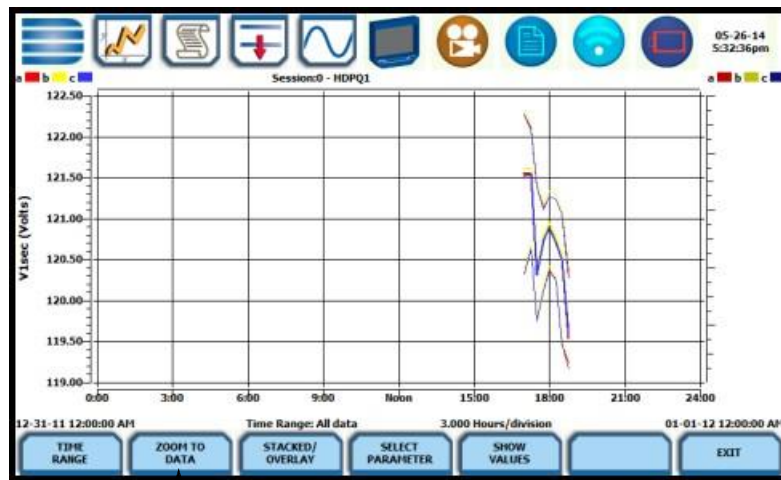 05-26-14
5:32:36pm
a b c
Session:0 - HDPQ1
a b c
V1sec (Volts)
122.50
122.00
121.50
121.00
120.50
120.00
119.50
119.00
0:00 3:00 6:00 9:00 Noon 15:00 18:00 21:00 24:00
12-31-11 12:00:00 AM Time Range: All data 3.000 Hours/division 01-01-12 12:00:00 AM
TIME RANGE
ZOOM TO DATA
STACKED/ OVERLAY
SELECT PARAMETER
SHOW VALUES
EXIT